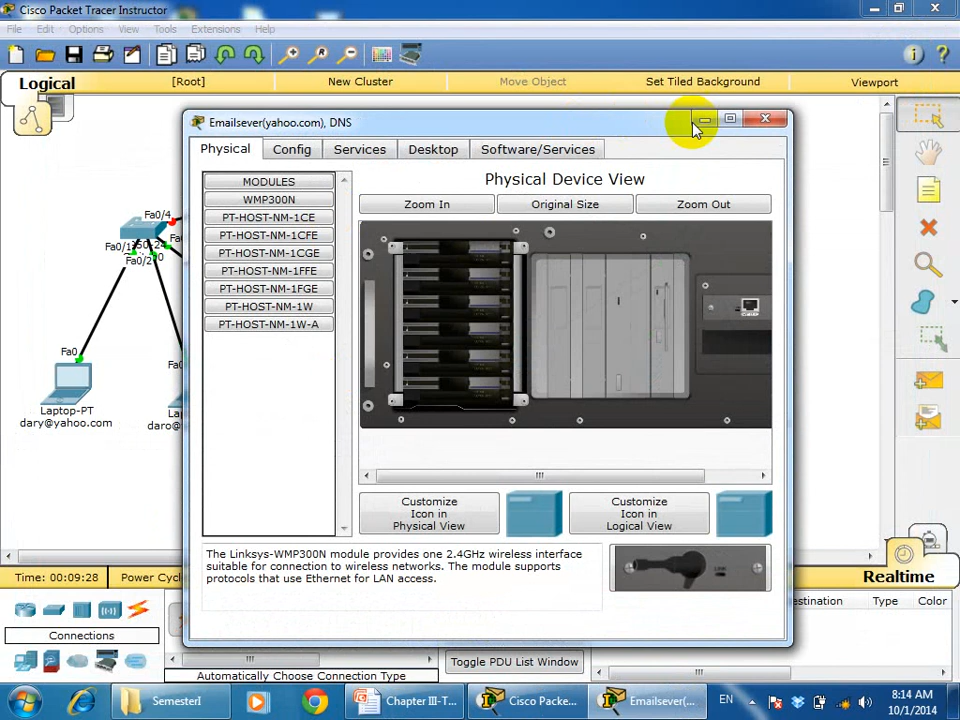 Cisco Packet Tracer Instructor
File Edit Options View Tools Extensions Help
Logical [Root] New Cluster Move Object Set Tiled Background Viewport
Emailsever(yahoo.com), DNS
Physical Config Services Desktop Software/Services
MODULES
WMP300N
PT-HOST-NM-1CE
PT-HOST-NM-1CFE
PT-HOST-NM-1CGE
PT-HOST-NM-1FFE
PT-HOST-NM-1FGE
PT-HOST-NM-1W
PT-HOST-NM-1W-A
Physical Device View
Zoom In Original Size Zoom Out
Customize
Icon in
Physical View
Customize
Icon in
Logical View
The Linksys-WMP300N module provides one 2.4GHz wireless interface
suitable for connection to wireless networks. The module supports
protocols that use Ethernet for LAN access.
Fa0/4
Fa0/1
Fa0/2
Fa0
Laptop-PT
dary@yahoo.com
Time: 00:09:28 Power Cycl
Realtime
Type Color
Connections
Automatically Choose Connection Type
Toggle PDU List Window
SemesterI
Chapter III-T...
Cisco Packe...
Emailsever(...
EN
8:14 AM
10/1/2014